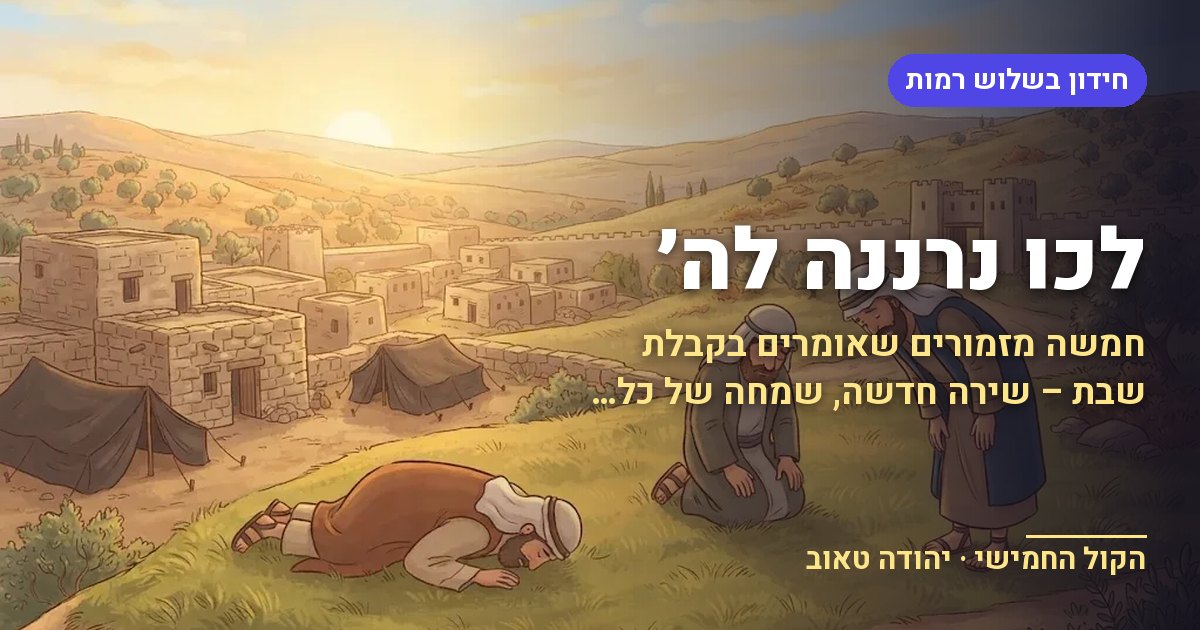 חידון בשלוש רמות
לכו נרננה לה׳
חמשה מזמורים שאומרים בקבלת
שבת – שירה חדשה, שמחה של כל...
הקול החמישי · יהודה טאוב